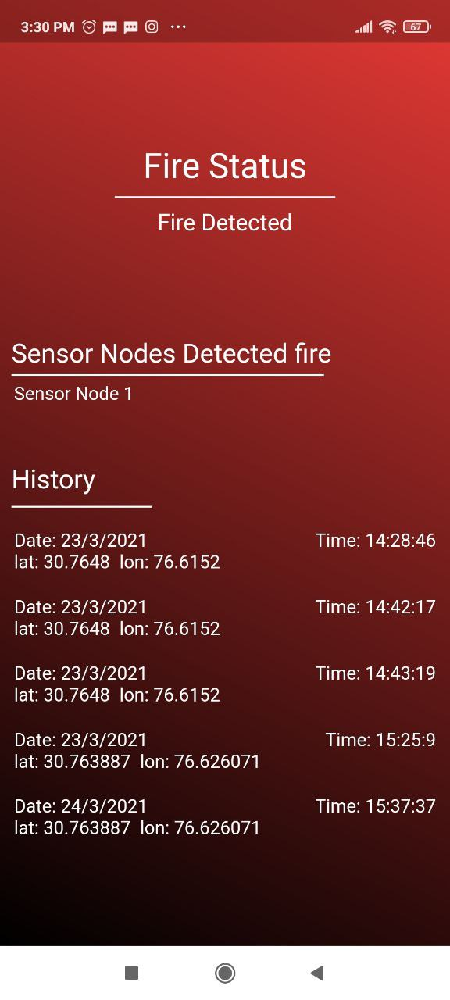 3:30 PM 67
Fire Status
Fire Detected
Sensor Nodes Detected fire
Sensor Node 1
History
Date: 23/3/2021 Time: 14:28:46
lat: 30.7648 lon: 76.6152
Date: 23/3/2021 Time: 14:42:17
lat: 30.7648 lon: 76.6152
Date: 23/3/2021 Time: 14:43:19
lat: 30.7648 lon: 76.6152
Date: 23/3/2021 Time: 15:25:9
lat: 30.763887 lon: 76.626071
Date: 24/3/2021 Time: 15:37:37
lat: 30.763887 lon: 76.626071